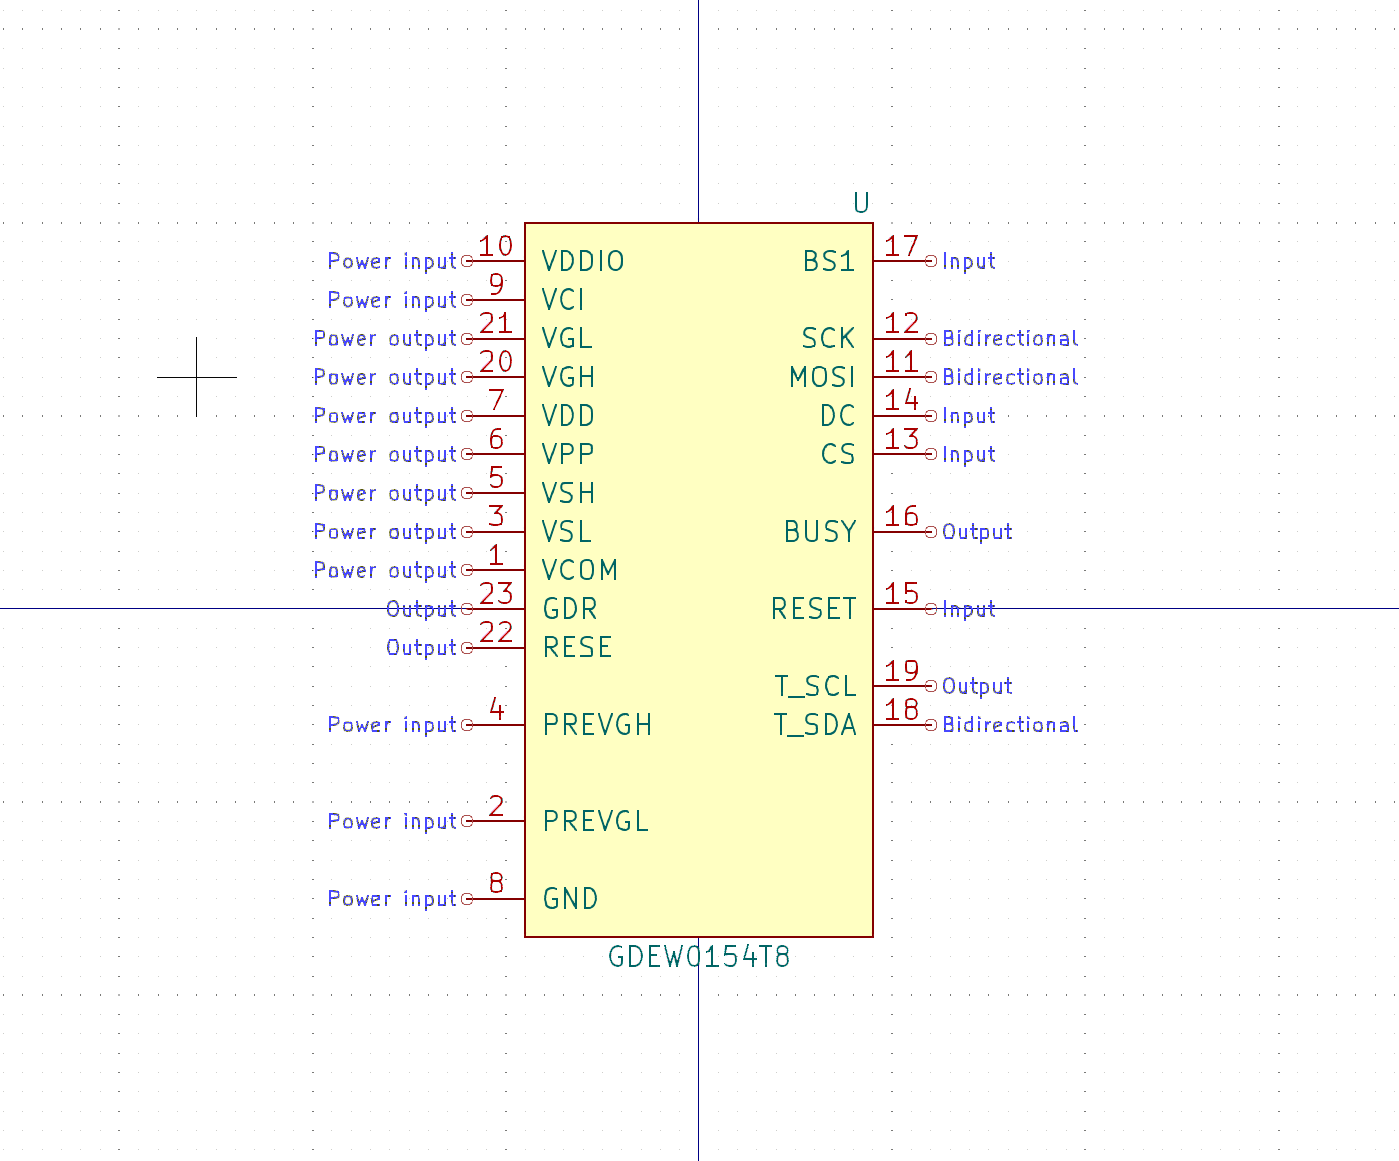 U
Power input 10 VDDIO BS1 17 Input
Power input 9 VCI
Power output 21 VGL SCK 12 Bidirectional
Power output 20 VGH MOSI 11 Bidirectional
Power output 7 VDD DC 14 Input
Power output 6 VPP CS 13 Input
Power output 5 VSH
Power output 3 VSL BUSY 16 Output
Power output 1 VCOM
Output 23 GDR RESET 15 Input
Output 22 RESE
T_SCL 19 Output
Power input 4 PREVGH T_SDA 18 Bidirectional
Power input 2 PREVGL
Power input 8 GND
GDEW0154T8